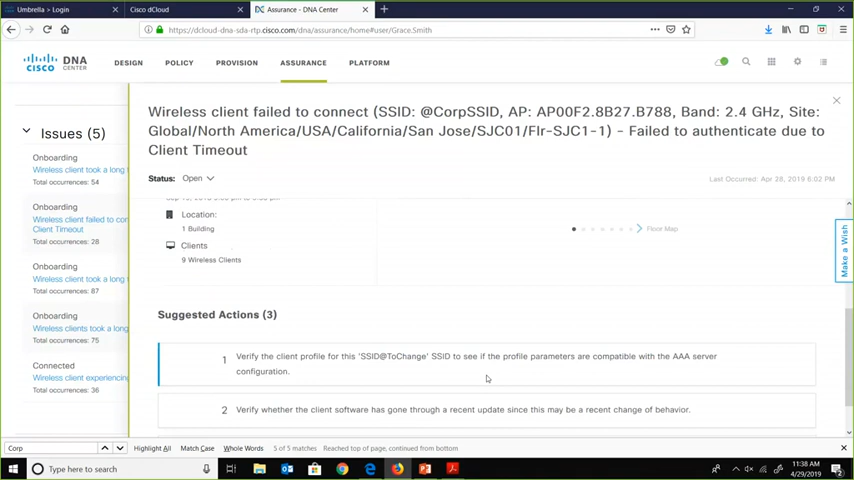 Umbrella > Login
Cisco dCloud
Assurance - DNA Center
https://dcloud-dna-sda-rtp.cisco.com/dna/assurance/home#user/Grace.Smith
CISCO
DNA
CENTER
DESIGN
POLICY
PROVISION
ASSURANCE
PLATFORM
Issues (5)
Onboarding
Wireless client took a long t
Total occurrences: 54
Onboarding
Wireless client failed to con
Client Timeout
Total occurrences: 28
Onboarding
Wireless client took a long t
Total occurrences: 87
Onboarding
Wireless clients took a long
Total occurrences: 75
Connected
Wireless client experiencing
Total occurrences: 36
Wireless client failed to connect (SSID: @CorpSSID, AP: AP00F2.8B27.B788, Band: 2.4 GHz, Site:
Global/North America/USA/California/San Jose/SJC01/Flr-SJC1-1) - Failed to authenticate due to
Client Timeout
Status: Open
Last Occurred: Apr 28, 2019 6:02 PM
Location:
1 Building
Clients
9 Wireless Clients
Floor Map
Make a Wish
Suggested Actions (3)
1 Verify the client profile for this 'SSID@ToChange' SSID to see if the profile parameters are compatible with the AAA server
configuration.
2 Verify whether the client software has gone through a recent update since this may be a recent change of behavior.
Corp
Highlight All
Match Case
Whole Words
5 of 5 matches
Reached top of page, continued from bottom
Type here to search
11:38 AM
4/29/2019